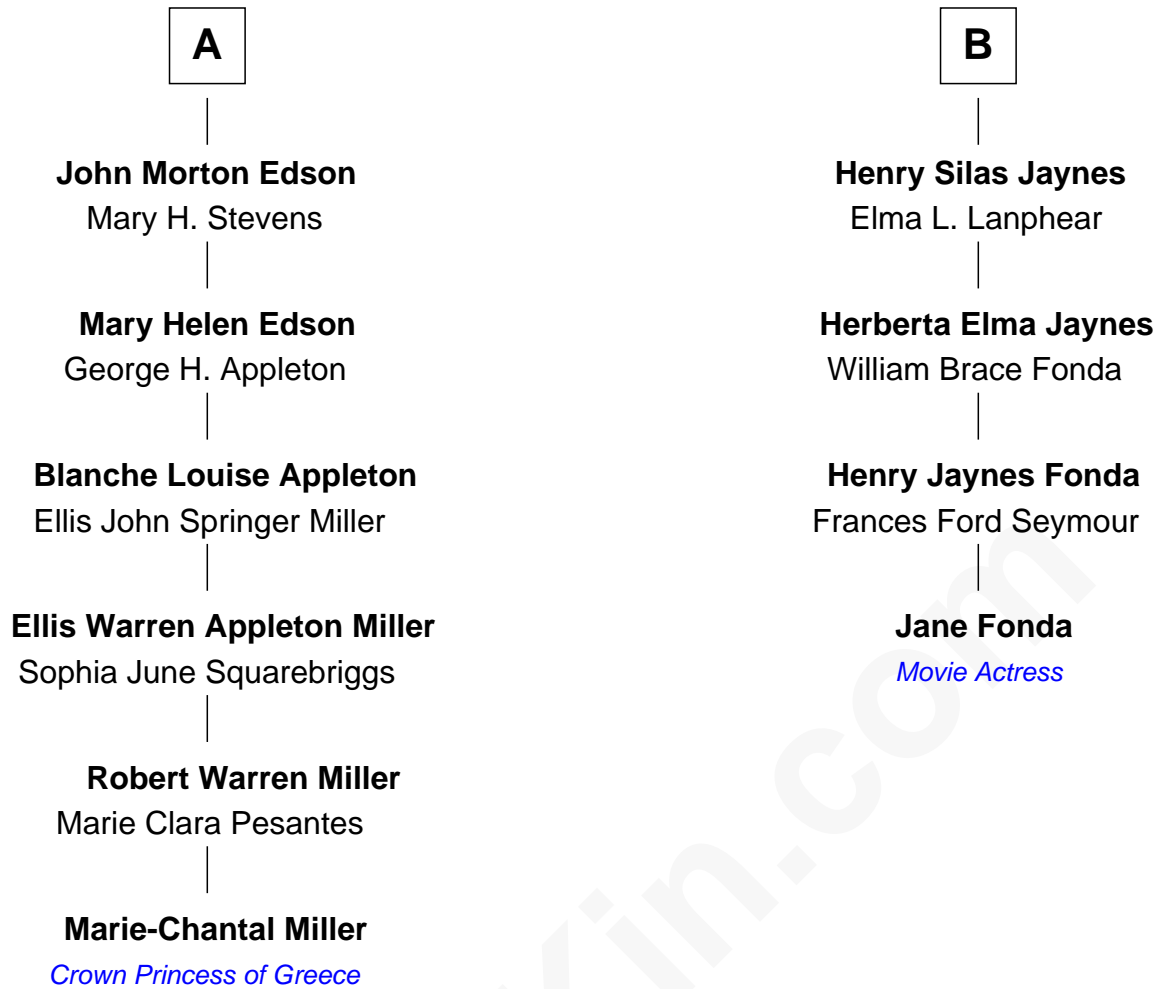 A
John Morton Edson
Mary H. Stevens
Mary Helen Edson
George H. Appleton
Blanche Louise Appleton
Ellis John Springer Miller
Ellis Warren Appleton Miller
Sophia June Squarebriggs
Robert Warren Miller
Marie Clara Pesantes
Marie-Chantal Miller
Crown Princess of Greece
B
Henry Silas Jaynes
Elma L. Lanphear
Herberta Elma Jaynes
William Brace Fonda
Henry Jaynes Fonda
Frances Ford Seymour
Jane Fonda
Movie Actress
Kin.com